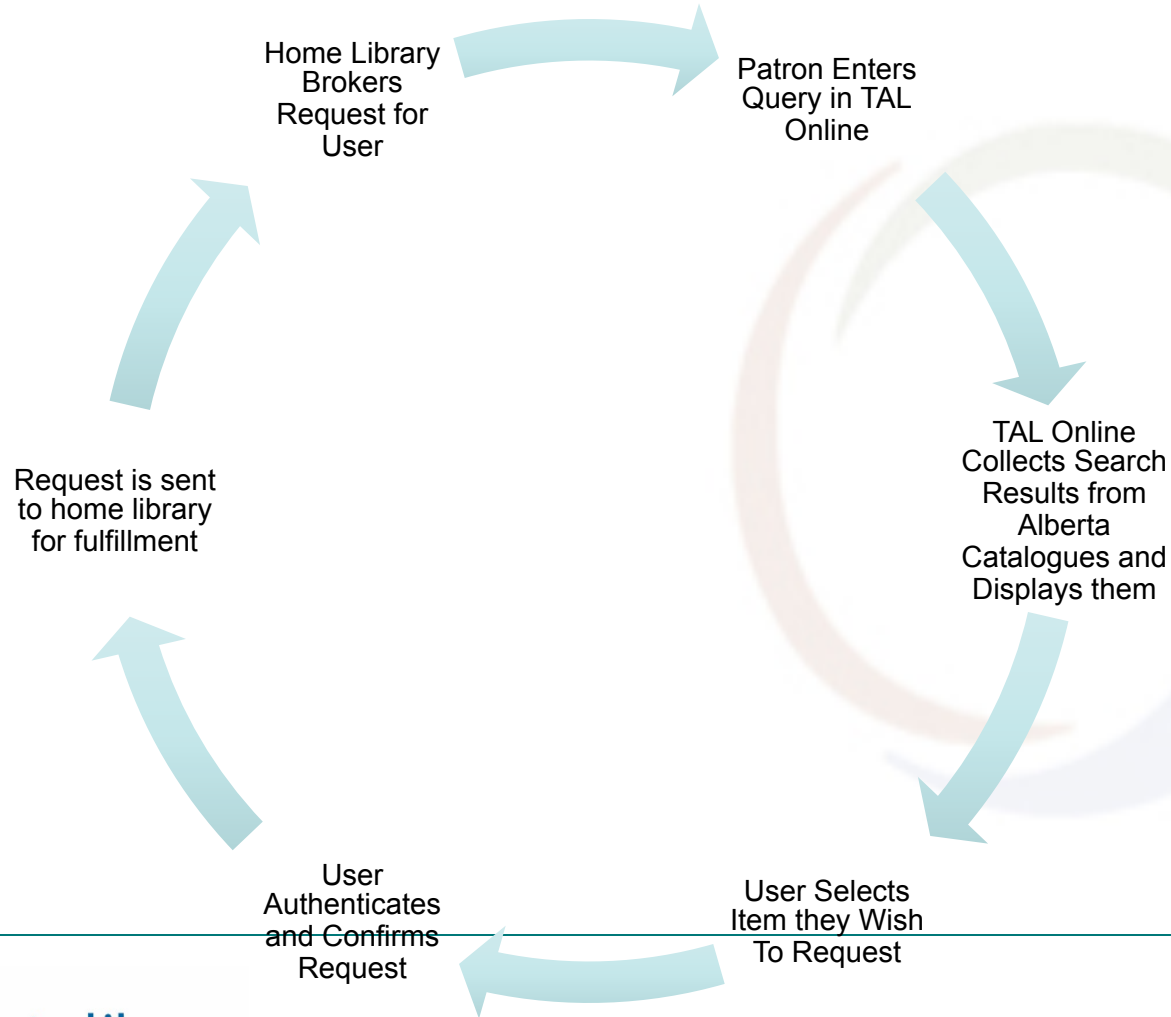 Home Library
Brokers
Request for
User
Patron Enters
Query in TAL
Online
TAL Online
Collects Search
Results from
Alberta
Catalogues and
Displays them
User Selects
Item they Wish
To Request
User
Authenticates
and Confirms
Request
Request is sent
to home library
for fulfillment